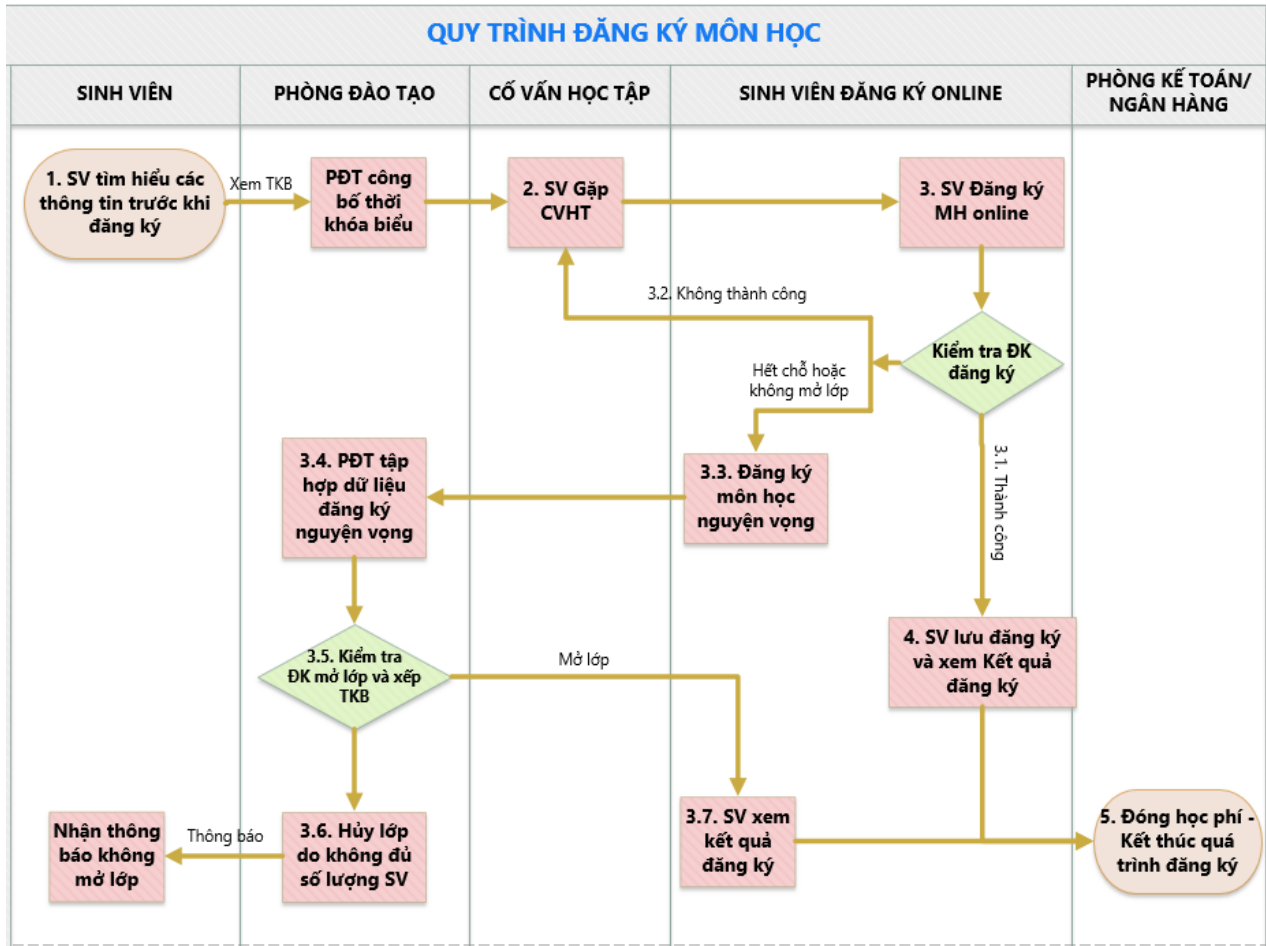 QUY TRÌNH ĐĂNG KÝ MÔN HỌC
SINH VIÊN
PHÒNG ĐÀO TẠO
CỐ VẤN HỌC TẬP
SINH VIÊN ĐĂNG KÝ ONLINE
PHÒNG KẾ TOÁN/
NGÂN HÀNG
1. SV tìm hiểu các
thông tin trước khi
đăng ký
Xem TKB
PĐT công
bố thời
khóa biểu
2. SV Gặp
CVHT
3. SV Đăng ký
MH online
3.2. Không thành công
Kiểm tra ĐK
đăng ký
Hết chỗ hoặc
không mở lớp
3.1. Thành công
3.4. PĐT tập
hợp dữ liệu
đăng ký
nguyện vọng
3.3. Đăng ký
môn học
nguyện vọng
4. SV lưu đăng ký
và xem Kết quả
đăng ký
3.5. Kiểm tra
ĐK mở lớp và xếp
TKB
Mở lớp
Nhận thông
báo không
mở lớp
Thông báo
3.6. Hủy lớp
do không đủ
số lượng SV
3.7. SV xem
kết quả
đăng ký
5. Đóng học phí -
Kết thúc quá
trình đăng ký